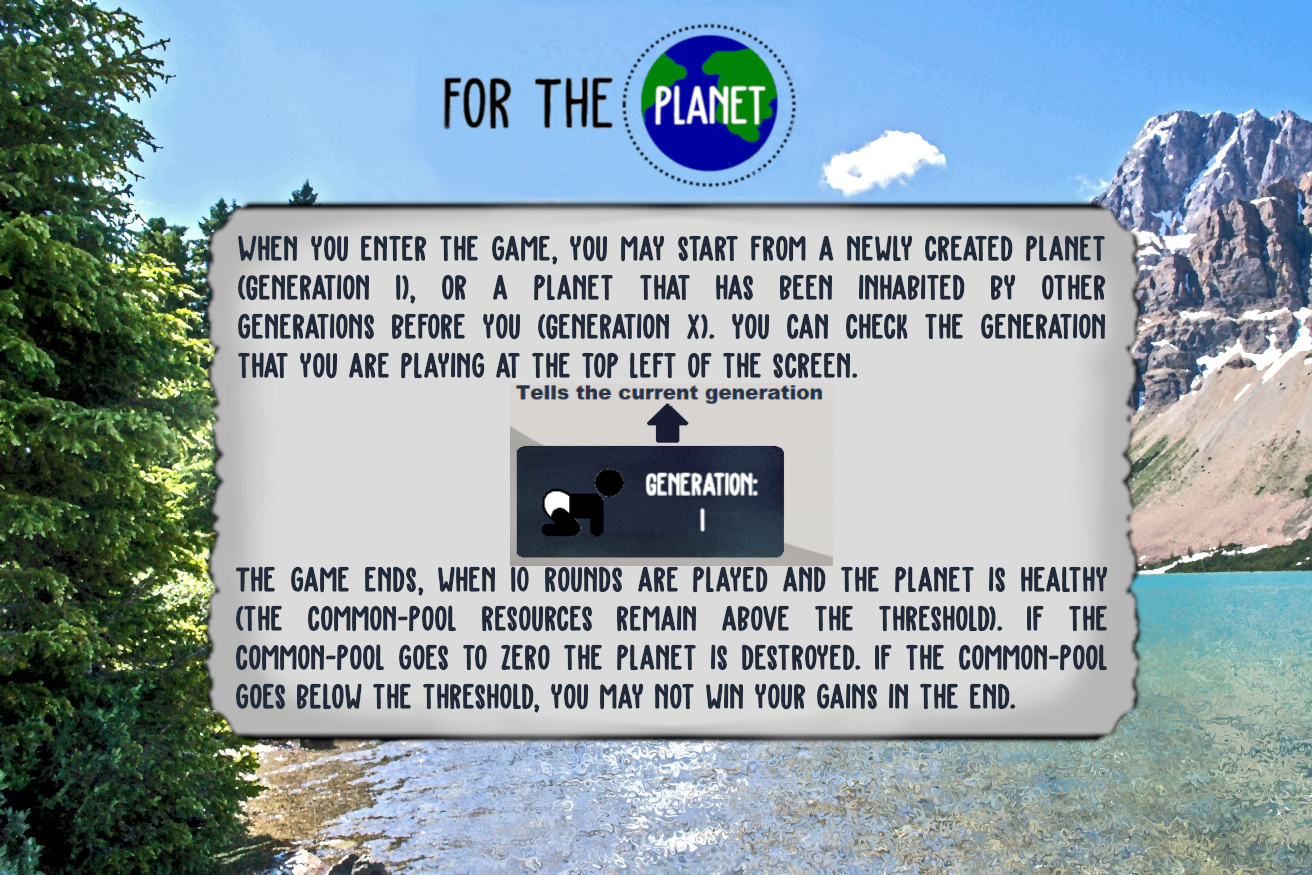 FOR THE PLANET
WHEN YOU ENTER THE GAME, YOU MAY START FROM A NEWLY CREATED PLANET
(GENERATION 1), OR A PLANET THAT HAS BEEN INHABITED BY OTHER
GENERATIONS BEFORE YOU (GENERATION X). YOU CAN CHECK THE GENERATION
THAT YOU ARE PLAYING AT THE TOP LEFT OF THE SCREEN.
Tells the current generation
GENERATION:
1
THE GAME ENDS, WHEN 10 ROUNDS ARE PLAYED AND THE PLANET IS HEALTHY
(THE COMMON-POOL RESOURCES REMAIN ABOVE THE THRESHOLD). IF THE
COMMON-POOL GOES TO ZERO THE PLANET IS DESTROYED. IF THE COMMON-POOL
GOES BELOW THE THRESHOLD, YOU MAY NOT WIN YOUR GAINS IN THE END.